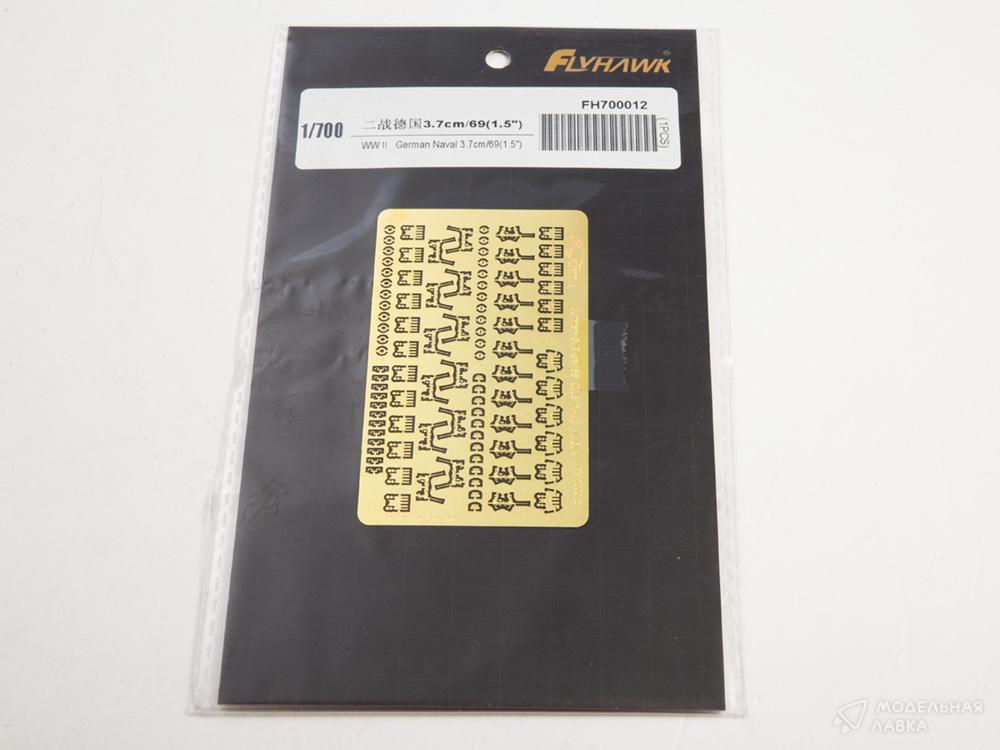 FLYHAWK®
FH700012
1/700
二战德国3.7cm/69(1.5")
WW II German Naval 3.7cm/69(1.5")
(1PCS)
МОДЕЛЬНАЯ
ЛАВКА